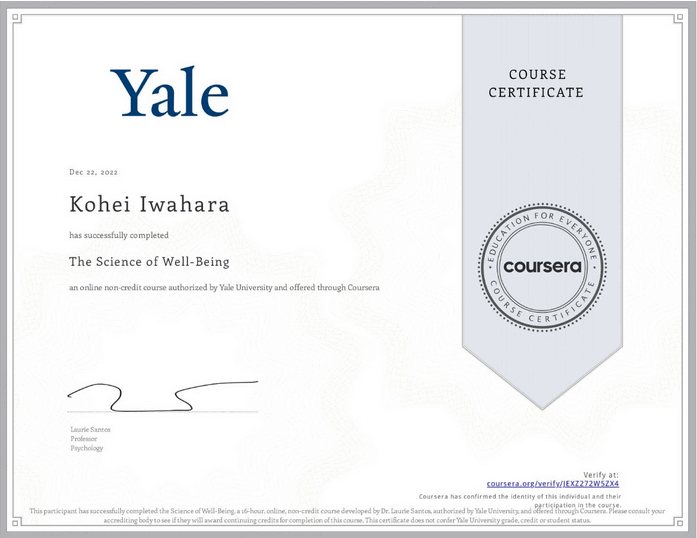 Yale
COURSE
CERTIFICATE
Dec 22, 2022
Kohei Iwahara
has successfully completed
The Science of Well-Being
an online non-credit course authorized by Yale University and offered through Coursera
EDUCATION FOR EVERYONE
coursera
COURSE CERTIFICATE
Laurie Santos
Professor
Psychology
Verify at:
coursera.org/verify/JEXZ272W5ZX4
Coursera has confirmed the identity of this individual and their
participation in the course.
This participant has successfully completed the Science of Well-Being, a 16-hour, online, non-credit course developed by Dr. Laurie Santos, authorized by Yale University, and offered through Coursera. Please consult your
accrediting body to see if they will award continuing credits for completion of this course. This certificate does not confer Yale University grade, credit or student status.